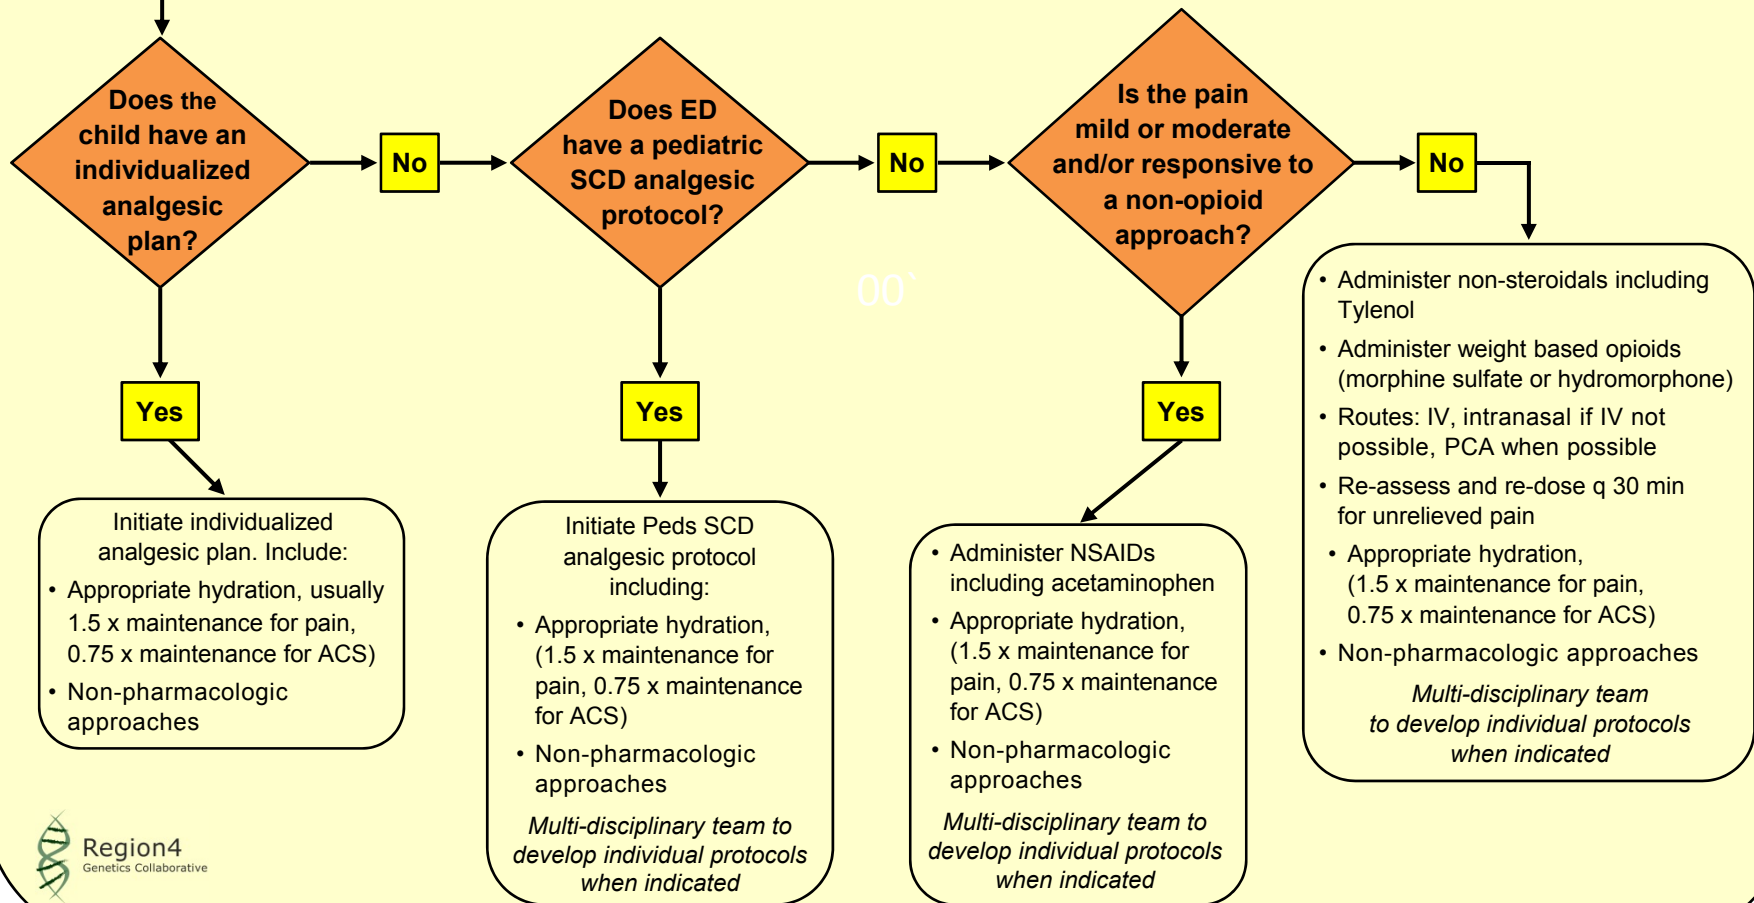 Does the
child have an
individualized
analgesic
plan?
No
Does ED
have a pediatric
SCD analgesic
protocol?
No
Is the pain
mild or moderate
and/or responsive to
a non-opioid
approach?
No
00`
Yes
Yes
Yes
Initiate individualized
analgesic plan. Include:
• Appropriate hydration, usually
1.5 x maintenance for pain,
0.75 x maintenance for ACS)
• Non-pharmacologic
approaches
Initiate Peds SCD
analgesic protocol
including:
• Appropriate hydration,
(1.5 x maintenance for
pain, 0.75 x maintenance
for ACS)
• Non-pharmacologic
approaches
Multi-disciplinary team to
develop individual protocols
when indicated
• Administer NSAIDs
including acetaminophen
• Appropriate hydration,
(1.5 x maintenance for
pain, 0.75 x maintenance
for ACS)
• Non-pharmacologic
approaches
Multi-disciplinary team to
develop individual protocols
when indicated
• Administer non-steroidals including
Tylenol
• Administer weight based opioids
(morphine sulfate or hydromorphone)
• Routes: IV, intranasal if IV not
possible, PCA when possible
• Re-assess and re-dose q 30 min
for unrelieved pain
• Appropriate hydration,
(1.5 x maintenance for pain,
0.75 x maintenance for ACS)
• Non-pharmacologic approaches
Multi-disciplinary team
to develop individual protocols
when indicated
Region4
Genetics Collaborative